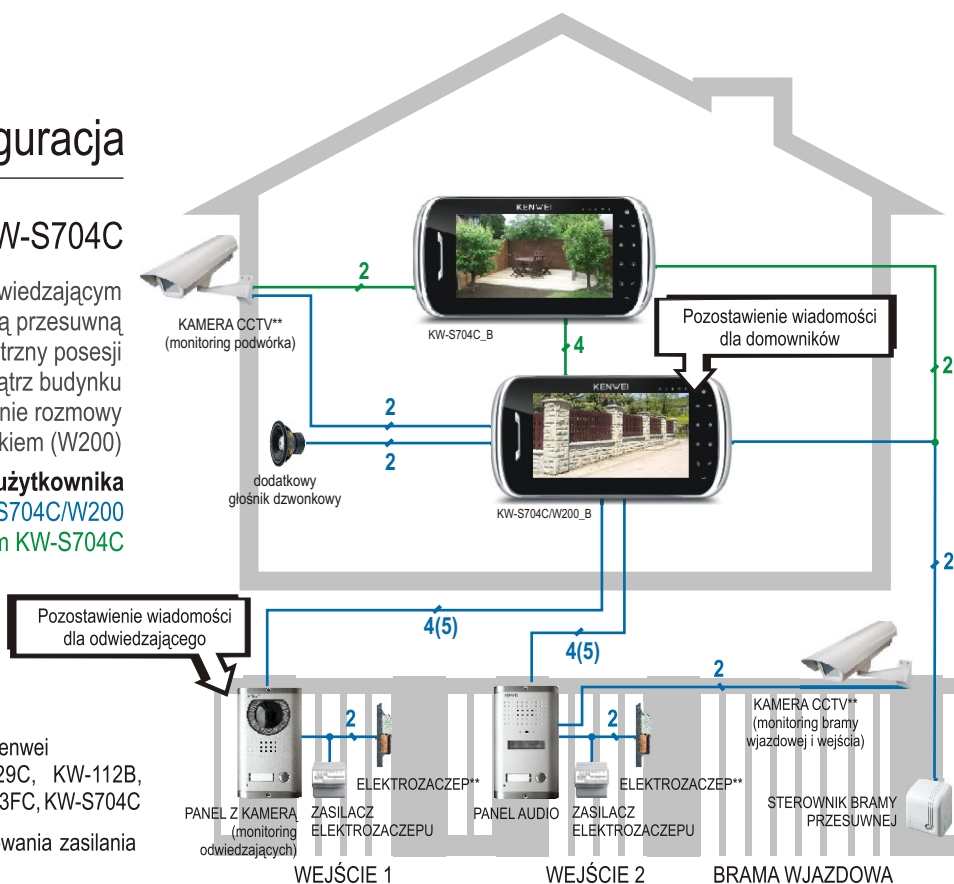 guracja
W-S704C
wiedzającym
ą przesuwną
trzny posesji
ątrz budynku
nie rozmowy
kiem (W200)
użytkownika
S704C/W200
m KW-S704C
KENWEI
2
KAMERA CCTV**
(monitoring podwórka)
KW-S704C_B
4
Pozostawienie wiadomości
dla domowników
2
KENWEI
2
2
dodatkowy
głośnik dzwonkowy
KW-S704C/W200_B
2
Pozostawienie wiadomości
dla odwiedzającego
4(5)
4(5)
2
KENWEI
2
2
KAMERA CCTV**
(monitoring bramy
wjazdowej i wejścia)
enwei
29C, KW-112B,
3FC, KW-S704C
owania zasilania
ELEKTROZACZEP**
ELEKTROZACZEP**
PANEL Z KAMERĄ
(monitoring
odwiedzających)
ZASILACZ
ELEKTROZACZEPU
PANEL AUDIO
ZASILACZ
ELEKTROZACZEPU
STEROWNIK BRAMY
PRZESUWNEJ
WEJŚCIE 1
WEJŚCIE 2
BRAMA WJAZDOWA